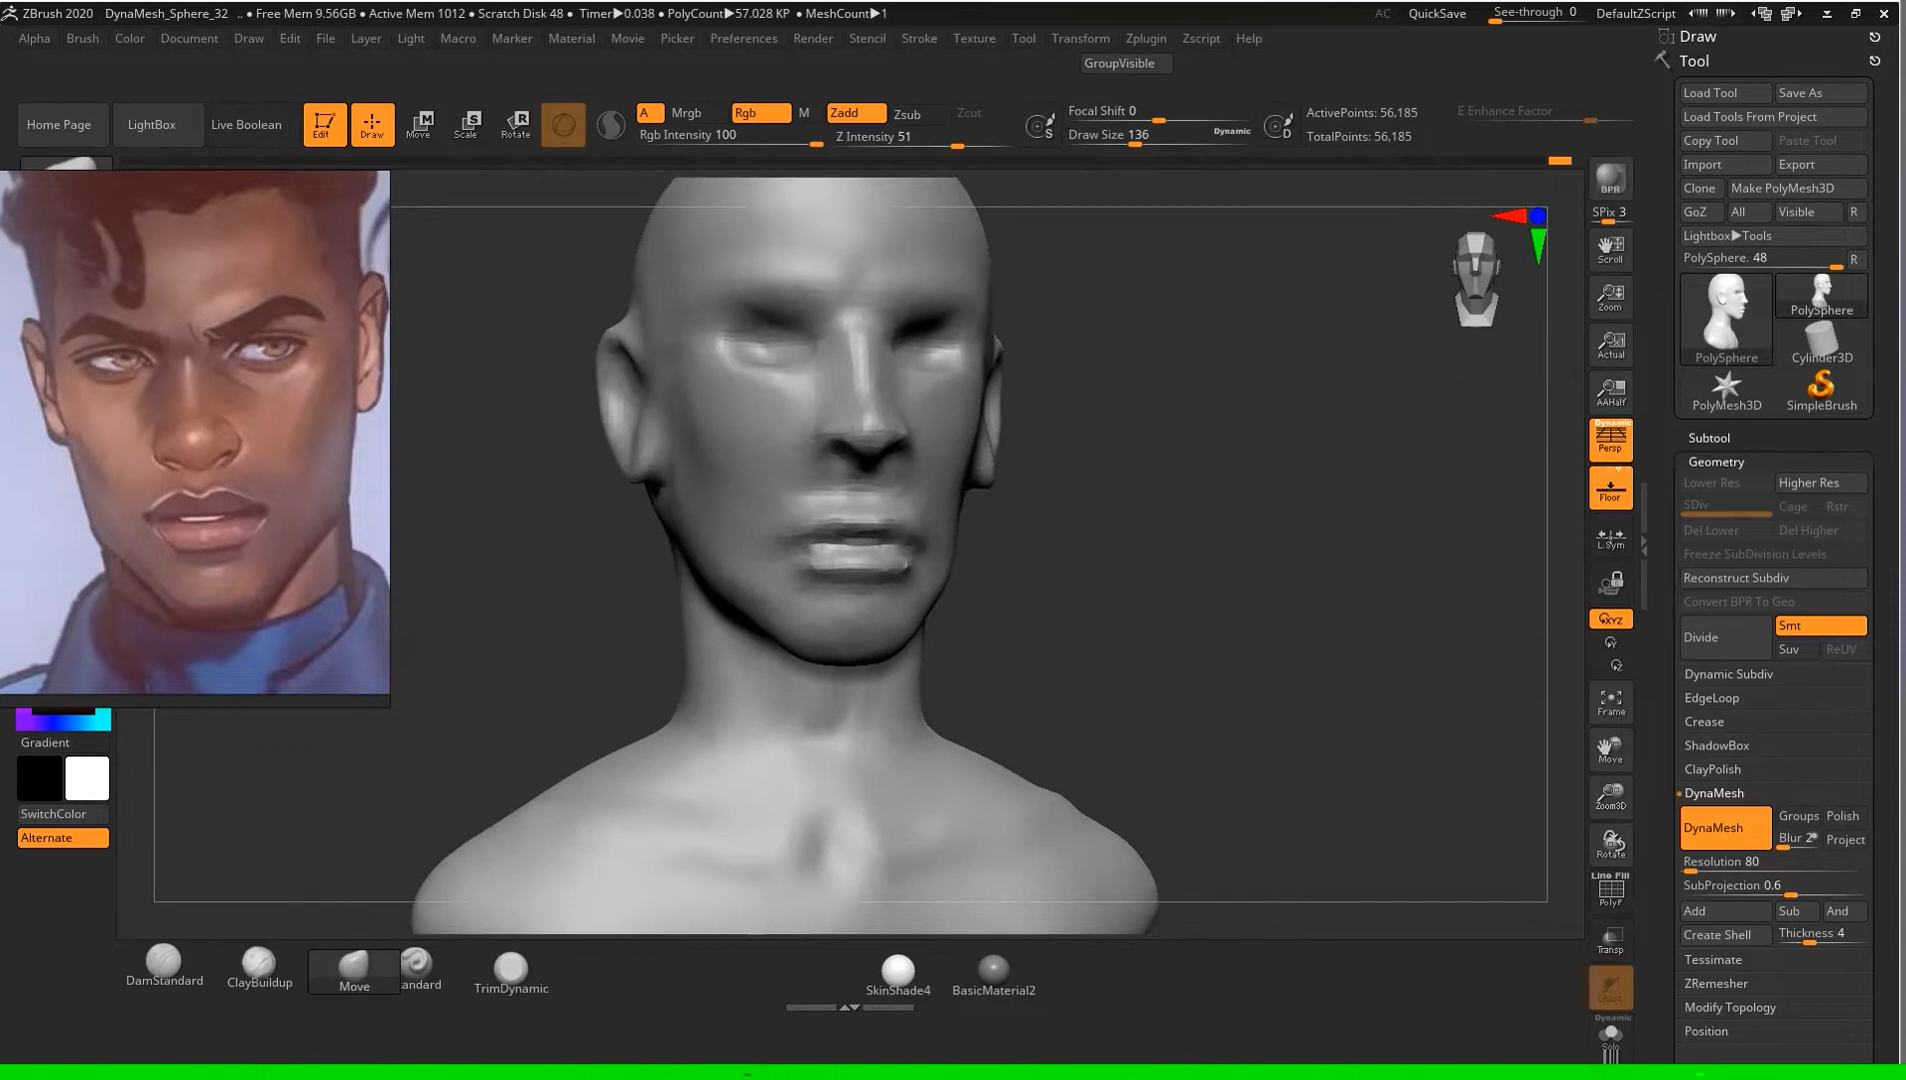 ZBrush 2020 DynaMesh_Sphere_32 .. • Free Mem 9.56GB • Active Mem 1012 • Scratch Disk 48 • Timer▶0.038 • PolyCount▶57.028 KP • MeshCount▶1 AC QuickSave See-through 0 DefaultZScript
Alpha Brush Color Document Draw Edit File Layer Light Macro Marker Material Movie Picker Preferences Render Stencil Stroke Texture Tool Transform Zplugin Zscript Help
GroupVisible
Home Page LightBox Live Boolean Edit Draw Move Scale Rotate
A Mrgb Rgb M Zadd Zsub Zcut
Rgb Intensity 100 Z Intensity 51
Focal Shift 0
Draw Size 136 Dynamic
ActivePoints: 56,185
TotalPoints: 56,185
E Enhance Factor
Gradient
SwitchColor
Alternate
BPR
SPix 3
Scroll
Zoom
Actual
AAHalf
Dynamic
Persp
Floor
L.Sym
XYZ
Y
Z
Frame
Move
Zoom3D
Rotate
Line Fill
PolyF
Transp
Ghost
Dynamic
Solo
Draw
Tool
Load Tool Save As
Load Tools From Project
Copy Tool Paste Tool
Import Export
Clone Make PolyMesh3D
GoZ All Visible R
Lightbox▶Tools
PolySphere. 48 R
PolySphere PolySphere
Cylinder3D
PolyMesh3D SimpleBrush
Subtool
Geometry
Lower Res Higher Res
SDiv Cage Rstr
Del Lower Del Higher
Freeze SubDivision Levels
Reconstruct Subdiv
Convert BPR To Geo
Divide Smt
Suv ReUV
Dynamic Subdiv
EdgeLoop
Crease
ShadowBox
ClayPolish
DynaMesh
DynaMesh Groups Polish
Blur 2 Project
Resolution 80
SubProjection 0.6
Add Sub And
Create Shell Thickness 4
Tessimate
ZRemesher
Modify Topology
Position
DamStandard ClayBuildup Move tandard TrimDynamic SkinShade4 BasicMaterial2